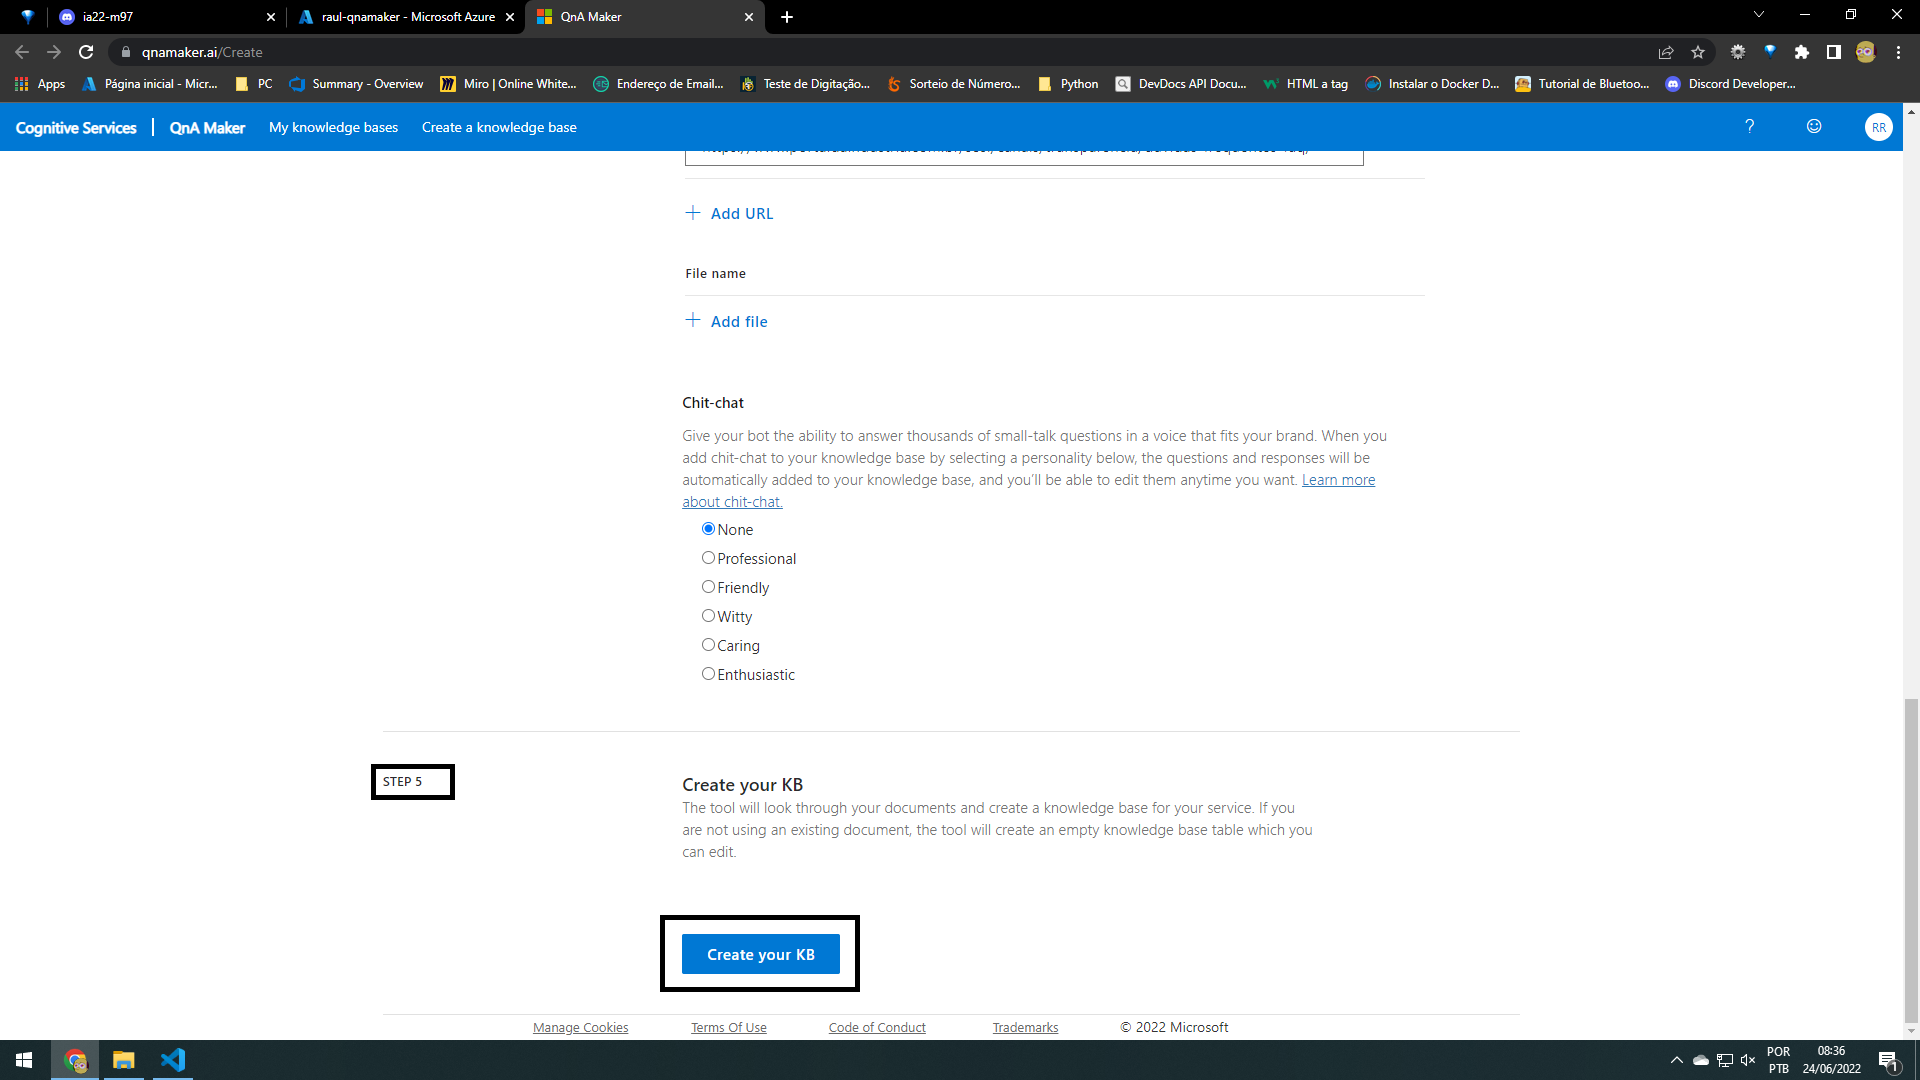 ia22-m97
raul-qnamaker - Microsoft Azure
QnA Maker
qnamaker.ai/Create
Apps
Página inicial - Micr...
PC
Summary - Overview
Miro | Online White...
Endereço de Email...
Teste de Digitação...
Sorteio de Número...
Python
DevDocs API Docu...
HTML a tag
Instalar o Docker D...
Tutorial de Bluetoo...
Discord Developer...
Cognitive Services
QnA Maker
My knowledge bases
Create a knowledge base
?
RR
+ Add URL
File name
+ Add file
Chit-chat
Give your bot the ability to answer thousands of small-talk questions in a voice that fits your brand. When you
add chit-chat to your knowledge base by selecting a personality below, the questions and responses will be
automatically added to your knowledge base, and you'll be able to edit them anytime you want. Learn more
about chit-chat.
None
Professional
Friendly
Witty
Caring
Enthusiastic
STEP 5
Create your KB
The tool will look through your documents and create a knowledge base for your service. If you
are not using an existing document, the tool will create an empty knowledge base table which you
can edit.
Create your KB
Manage Cookies
Terms Of Use
Code of Conduct
Trademarks
© 2022 Microsoft
POR
PTB
08:36
24/06/2022
1